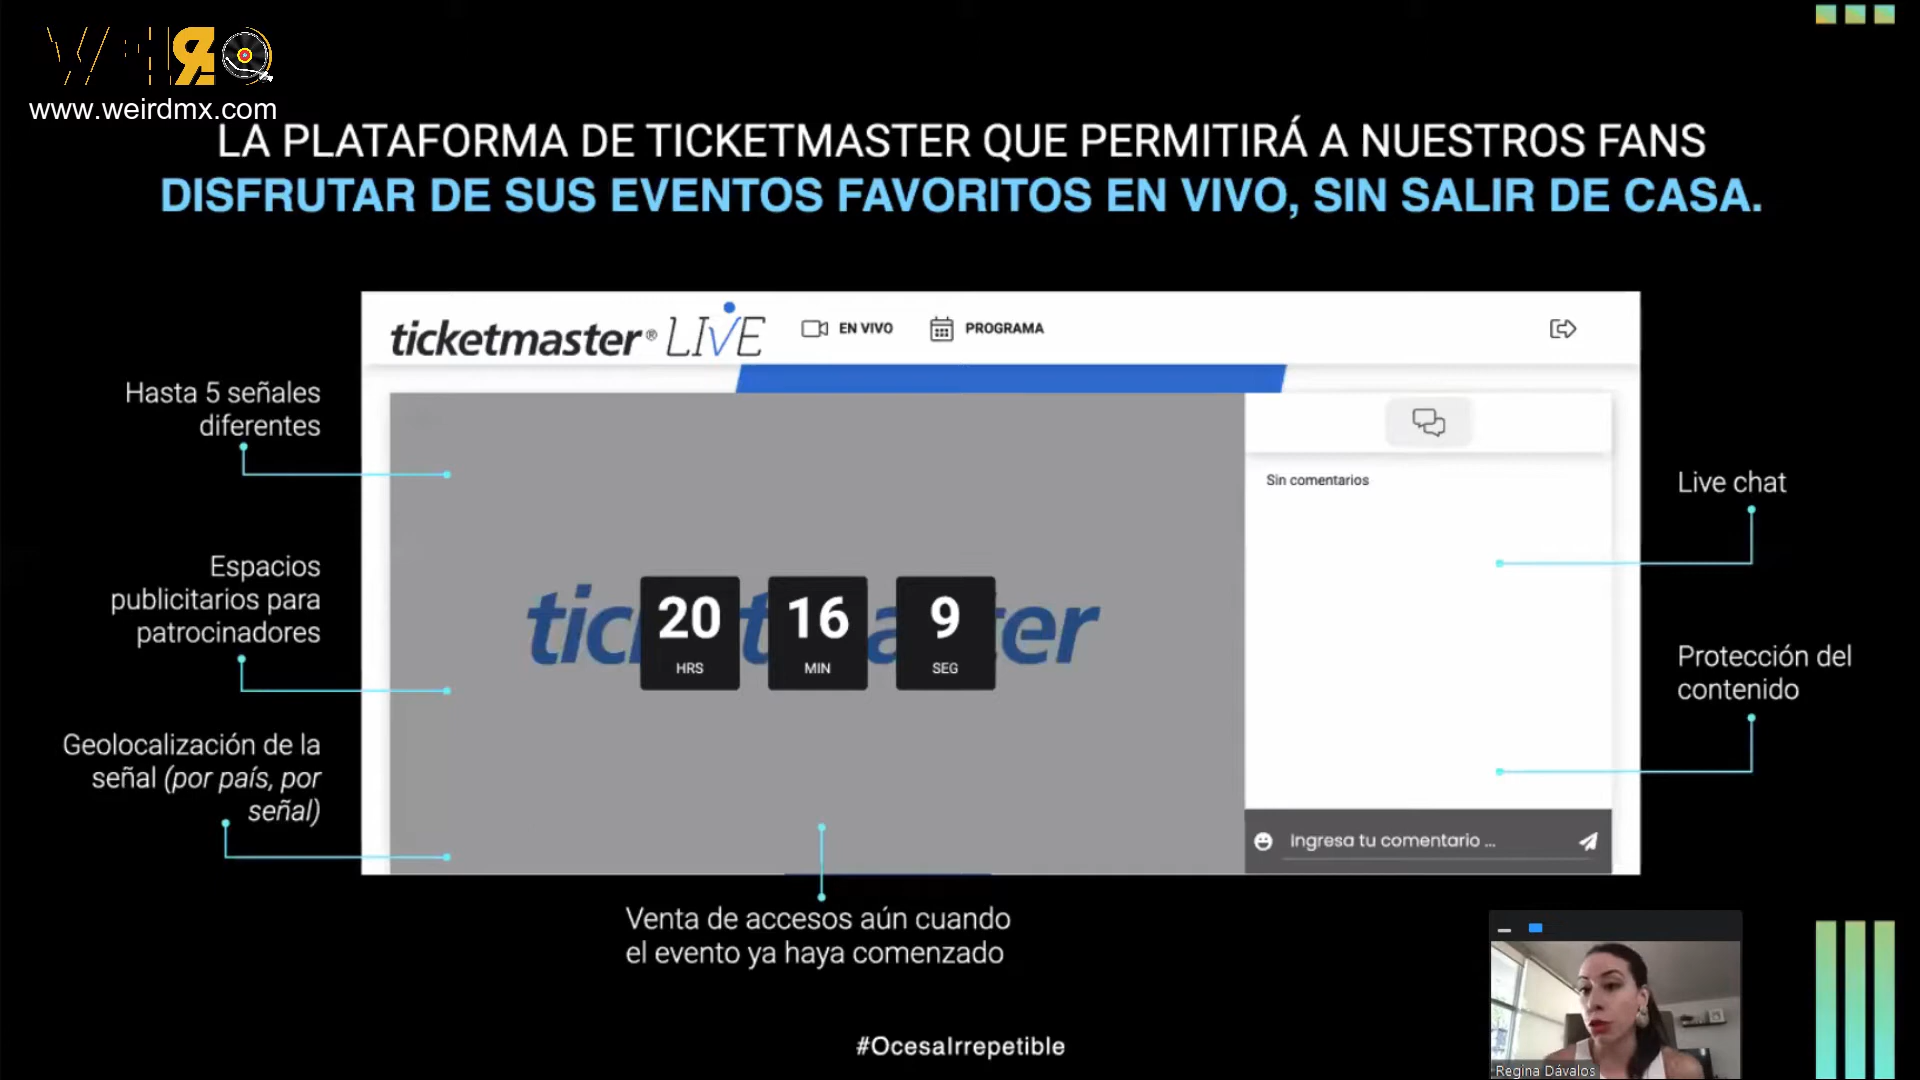 WEIRD
www.weirdmx.com
LA PLATAFORMA DE TICKETMASTER QUE PERMITIRÁ A NUESTROS FANS
DISFRUTAR DE SUS EVENTOS FAVORITOS EN VIVO, SIN SALIR DE CASA.
ticketmaster® LIVE
EN VIVO
PROGRAMA
Hasta 5 señales
diferentes
Espacios
publicitarios para
patrocinadores
Geolocalización de la
señal (por país, por
señal)
ticketmaster
20
HRS
16
MIN
9
SEG
Sin comentarios
Ingresa tu comentario ...
Live chat
Protección del
contenido
Venta de accesos aún cuando
el evento ya haya comenzado
#OcesaIrrepetible
Regina Dávalos